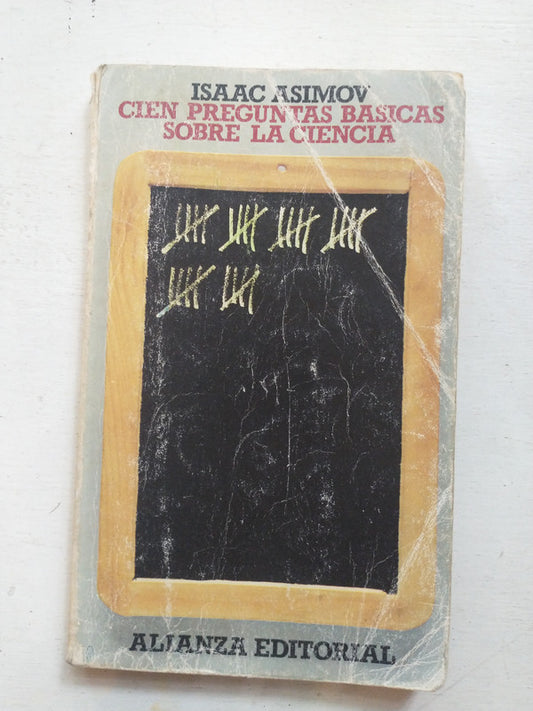 ISAAC ASIMOV
CIEN PREGUNTAS BASICAS
SOBRE LA CIENCIA
ALIANZA EDITORIAL